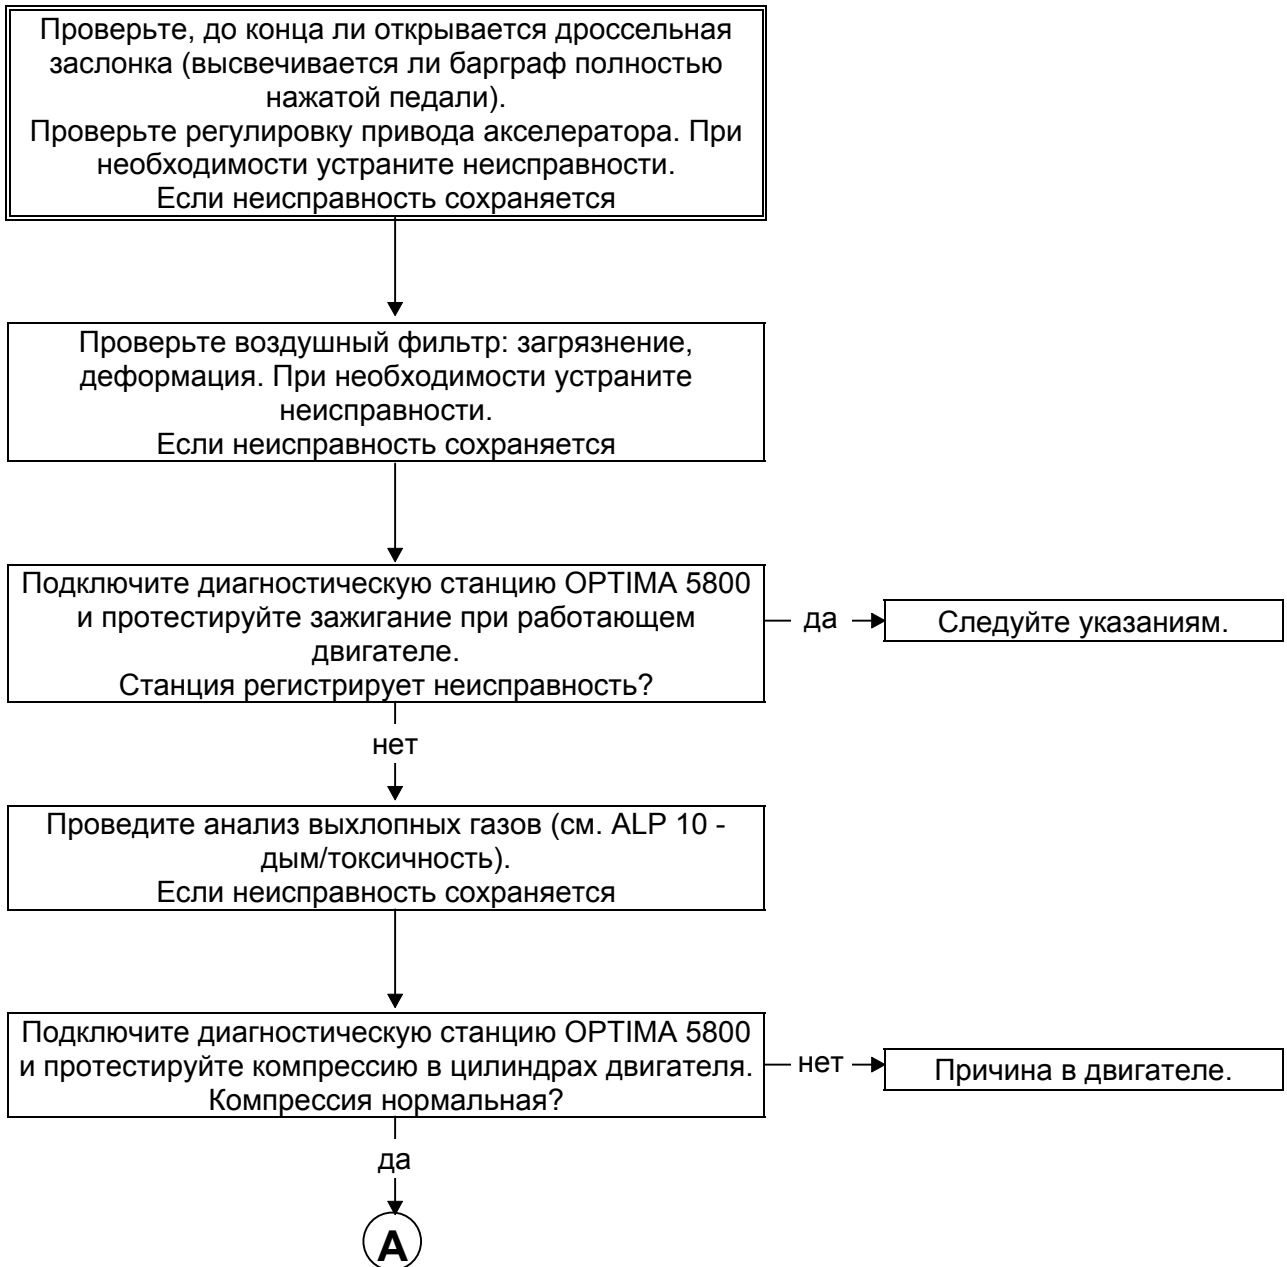 Проверьте, до конца ли открывается дроссельная
заслонка (высвечивается ли барграф полностью
нажатой педали).
Проверьте регулировку привода акселератора. При
необходимости устраните неисправности.
Если неисправность сохраняется
Проверьте воздушный фильтр: загрязнение,
деформация. При необходимости устраните
неисправности.
Если неисправность сохраняется
Подключите диагностическую станцию OPTIMA 5800
и протестируйте зажигание при работающем
двигателе.
Станция регистрирует неисправность?
да
Следуйте указаниям.
нет
Проведите анализ выхлопных газов (см. ALP 10 -
дым/токсичность).
Если неисправность сохраняется
Подключите диагностическую станцию OPTIMA 5800
и протестируйте компрессию в цилиндрах двигателя.
Компрессия нормальная?
нет
Причина в двигателе.
да
A